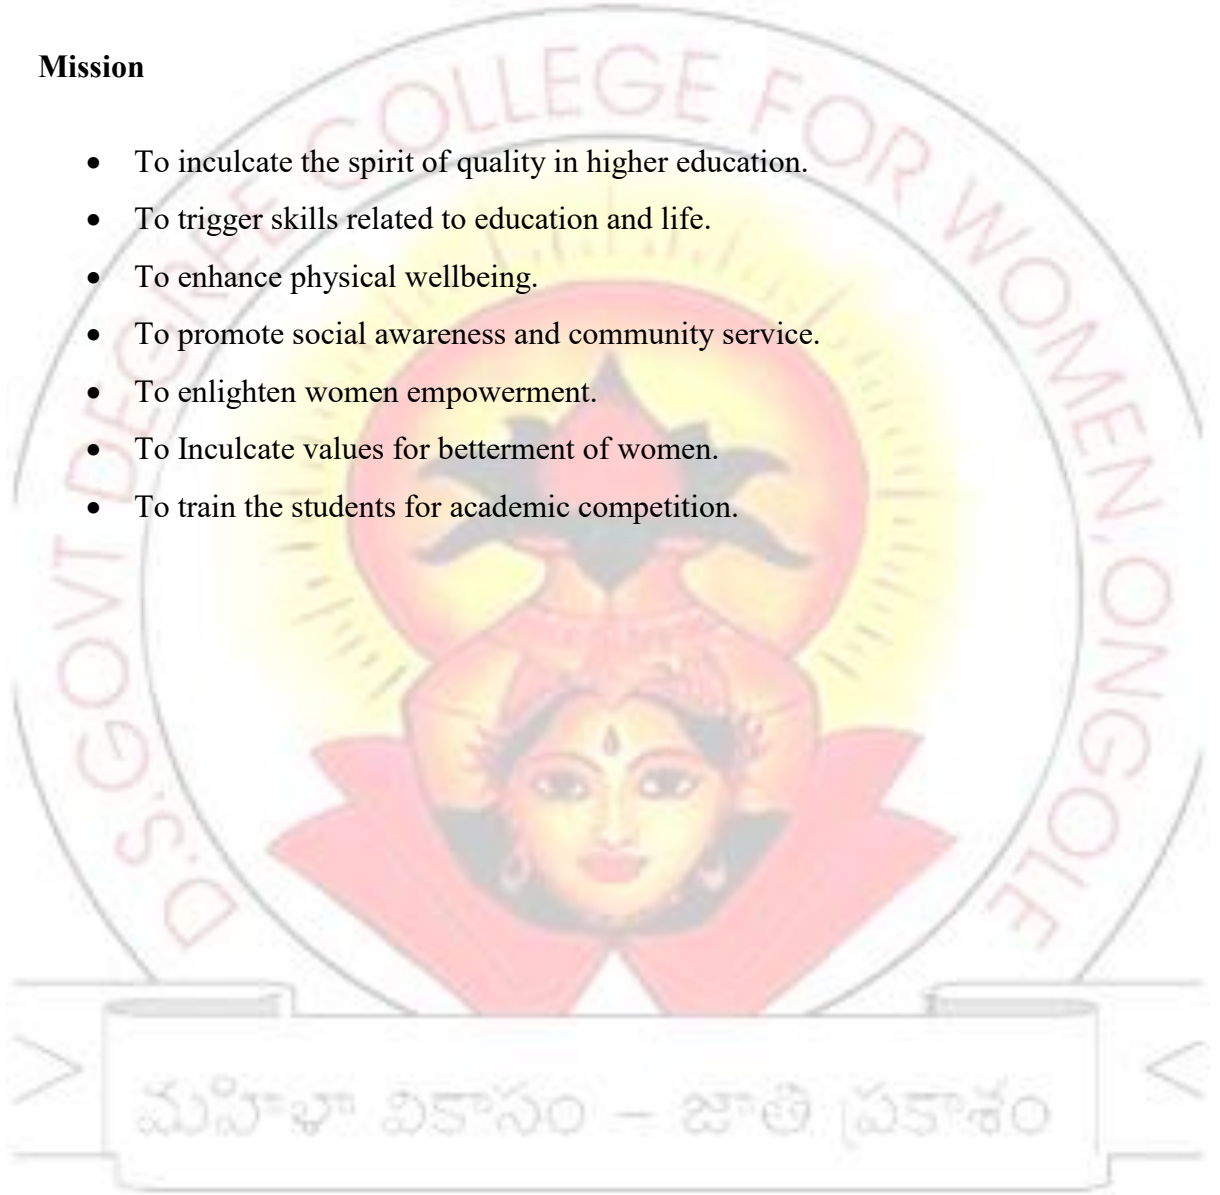 Mission
• To inculcate the spirit of quality in higher education.
• To trigger skills related to education and life.
• To enhance physical wellbeing.
• To promote social awareness and community service.
• To enlighten women empowerment.
• To Inculcate values for betterment of women.
• To train the students for academic competition.
D.S.GOVT DEGREE COLLEGE FOR WOMEN, ONGOLE
మహిళా వికాసం – జాతి ప్రకాశం